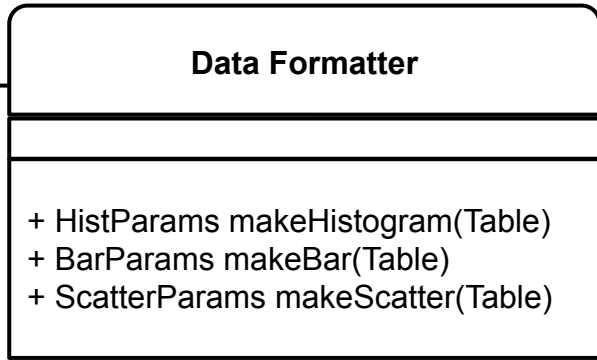 Data Formatter
+ HistParams makeHistogram(Table)
+ BarParams makeBar(Table)
+ ScatterParams makeScatter(Table)